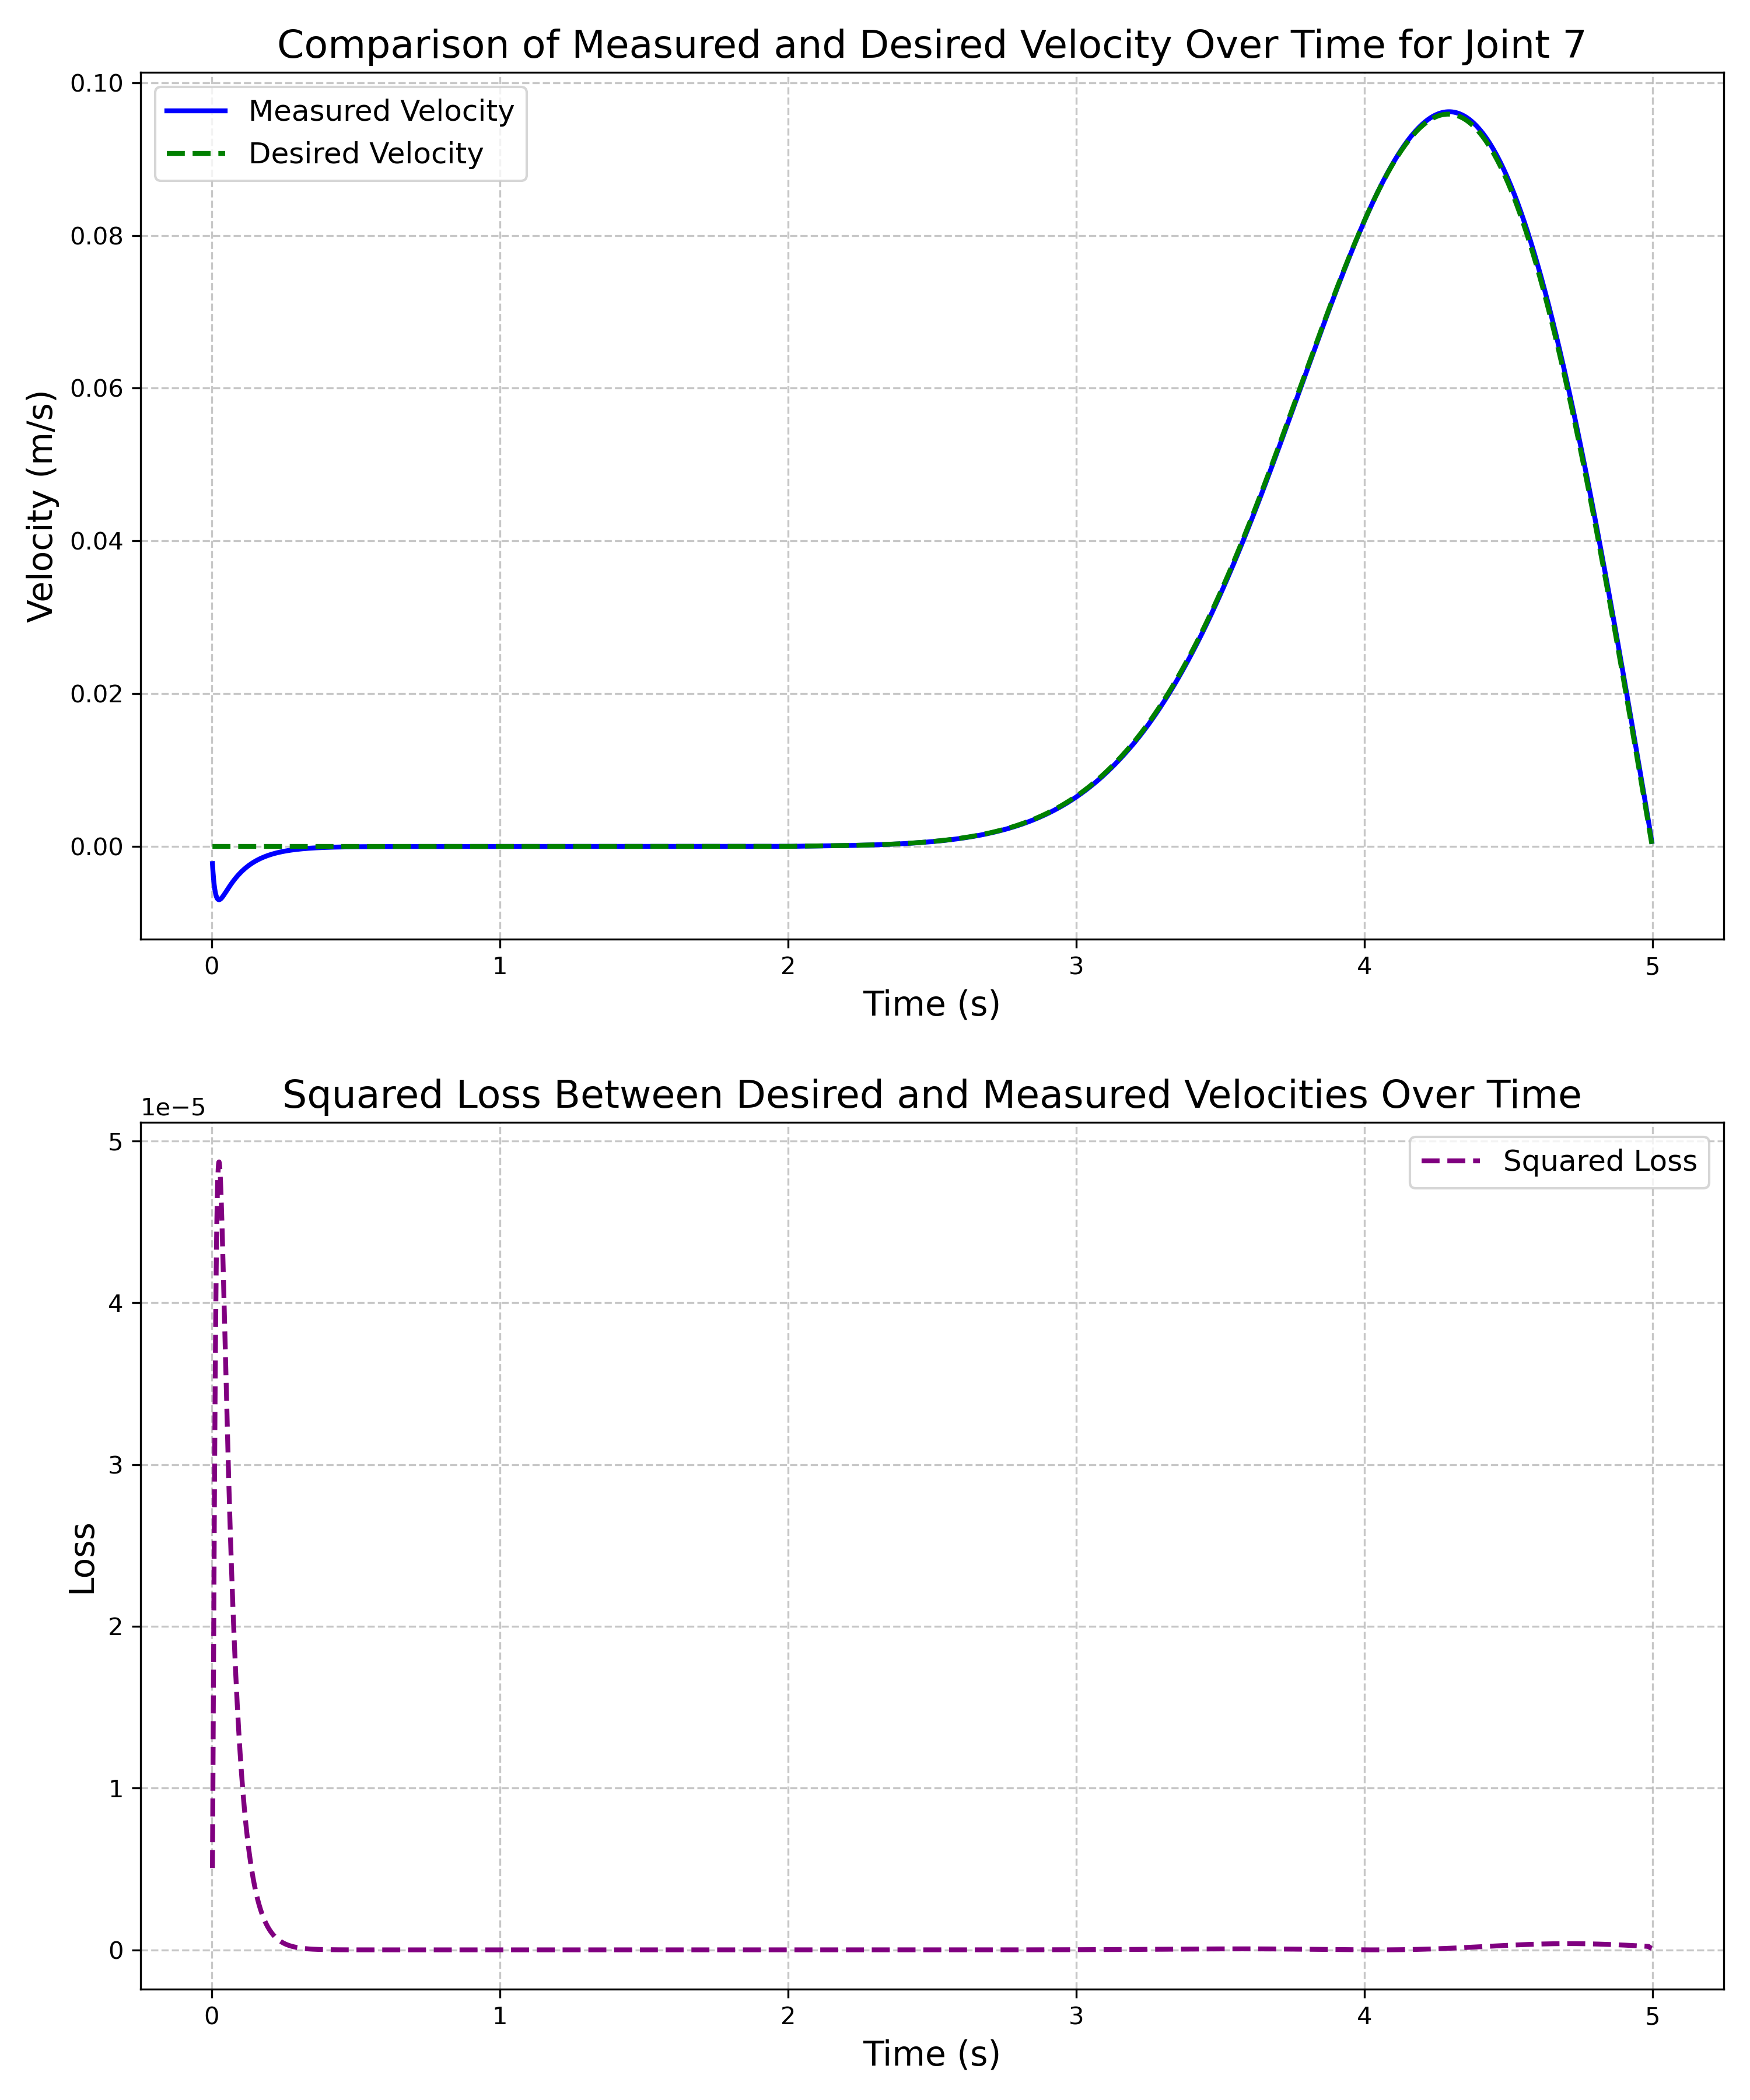 Comparison of Measured and Desired Velocity Over Time for Joint 7
Measured Velocity
Desired Velocity
0.10
0.08
0.06
0.04
0.02
0.00
Velocity (m/s)
0 1 2 3 4 5
Time (s)
Squared Loss Between Desired and Measured Velocities Over Time
1e−5
Squared Loss
5
4
3
2
1
0
Loss
0 1 2 3 4 5
Time (s)